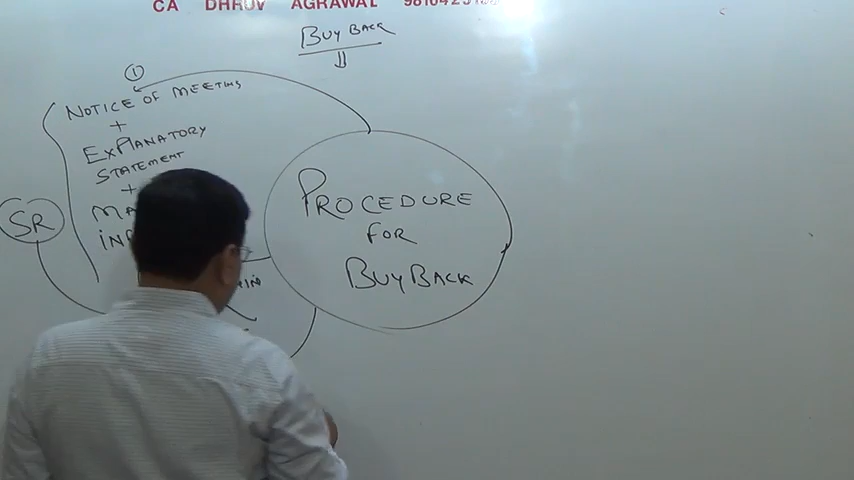 CA DHRUV AGRAWAL
BUY BACK
①
NOTICE OF MEETING
+
EXPLANATORY
STATEMENT
+
SR
PROCEDURE
FOR
BUYBACK